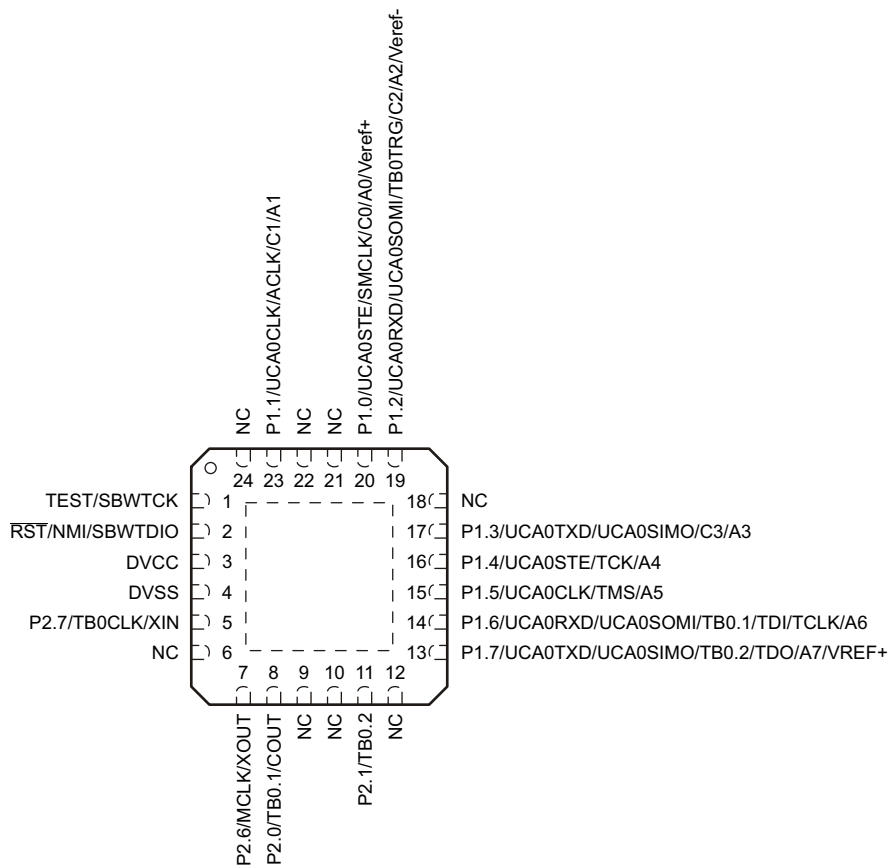 P1.1/UCA0CLK/ACLK/C1/A1
P1.0/UCA0STE/SMCLK/C0/A0/Veref+
P1.2/UCA0RXD/UCA0SOMI/TB0TRG/C2/A2/Veref-
NC
NC
NC
24
23
22
21
20
19
TEST/SBWTCK
1
18
NC
RST/NMI/SBWTDIO
2
17
P1.3/UCA0TXD/UCA0SIMO/C3/A3
DVCC
3
16
P1.4/UCA0STE/TCK/A4
DVSS
4
15
P1.5/UCA0CLK/TMS/A5
P2.7/TB0CLK/XIN
5
14
P1.6/UCA0RXD/UCA0SOMI/TB0.1/TDI/TCLK/A6
NC
6
13
P1.7/UCA0TXD/UCA0SIMO/TB0.2/TDO/A7/VREF+
7
8
9
10
11
12
P2.6/MCLK/XOUT
P2.0/TB0.1/COUT
NC
NC
P2.1/TB0.2
NC